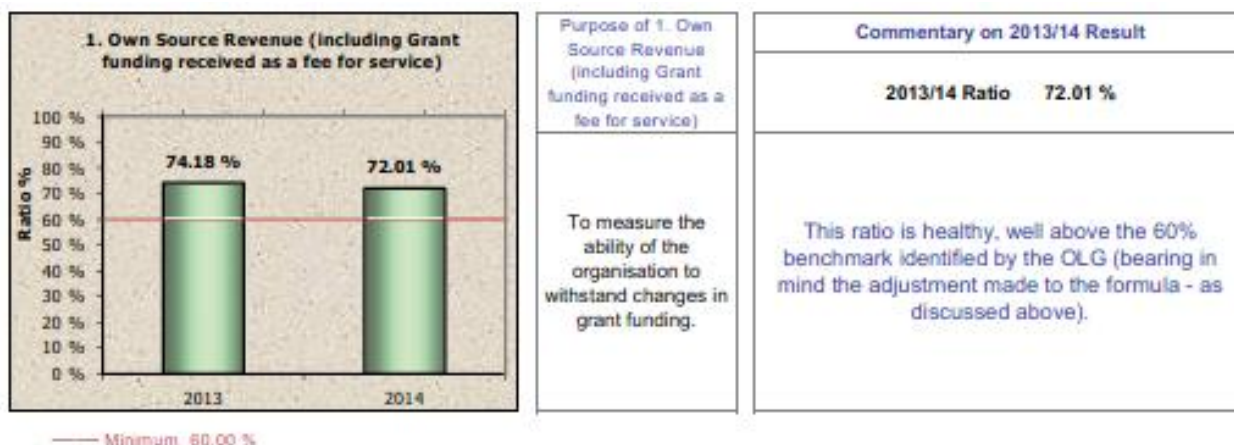 1. Own Source Revenue (including Grant
funding received as a fee for service)
Ratio %
100 %
90 %
80 %
70 %
60 %
50 %
40 %
30 %
20 %
10 %
0 %
74.18 %
72.01 %
2013
2014
Minimum 60.00 %
Purpose of 1. Own
Source Revenue
(including Grant
funding received as a
fee for service)
To measure the
ability of the
organisation to
withstand changes in
grant funding.
Commentary on 2013/14 Result
2013/14 Ratio 72.01 %
This ratio is healthy, well above the 60%
benchmark identified by the OLG (bearing in
mind the adjustment made to the formula - as
discussed above).